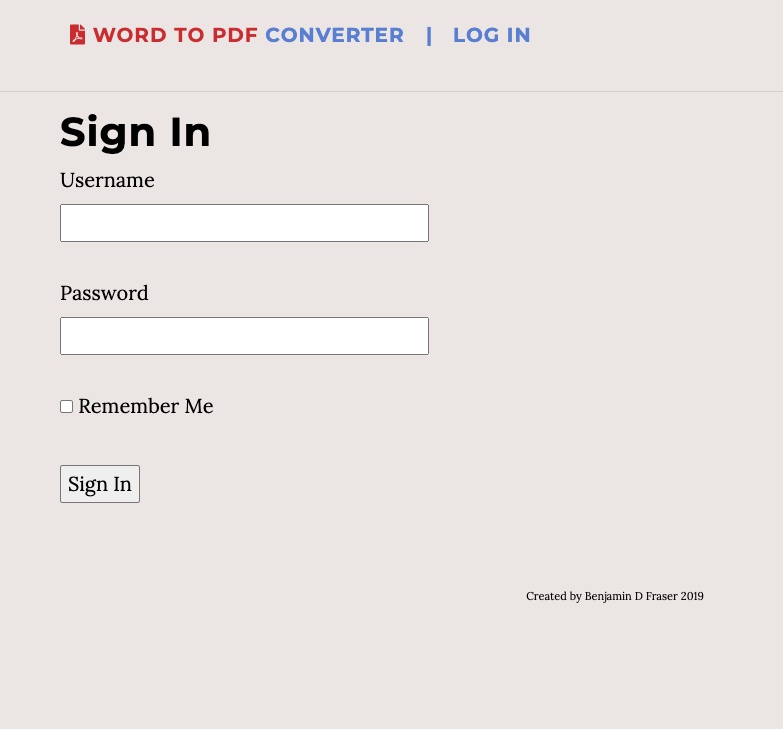 WORD TO PDF CONVERTER | LOG IN
Sign In
Username
Password
Remember Me
Sign In
Created by Benjamin D Fraser 2019